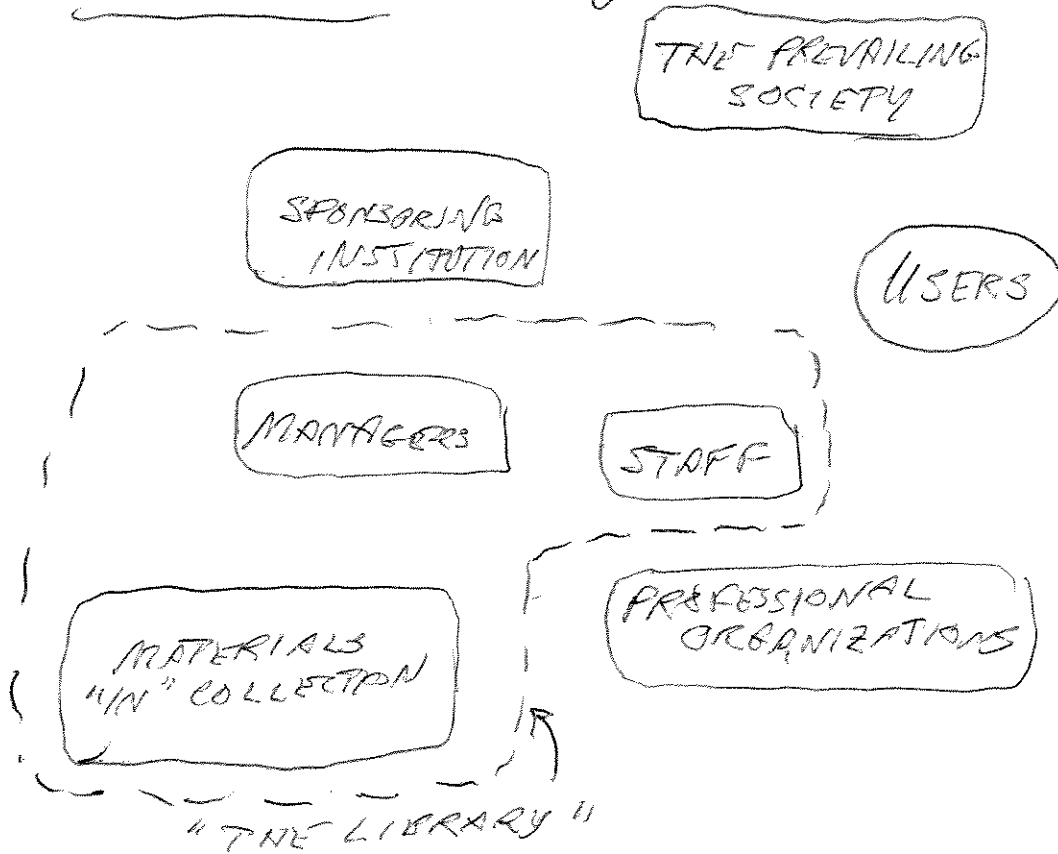 THE PREVAILING
SOCIETY
SPONSORING
INSTITUTION
USERS
MANAGERS
STAFF
PROFESSIONAL
ORGANIZATIONS
MATERIALS
"IN" COLLECTION
"THE LIBRARY"